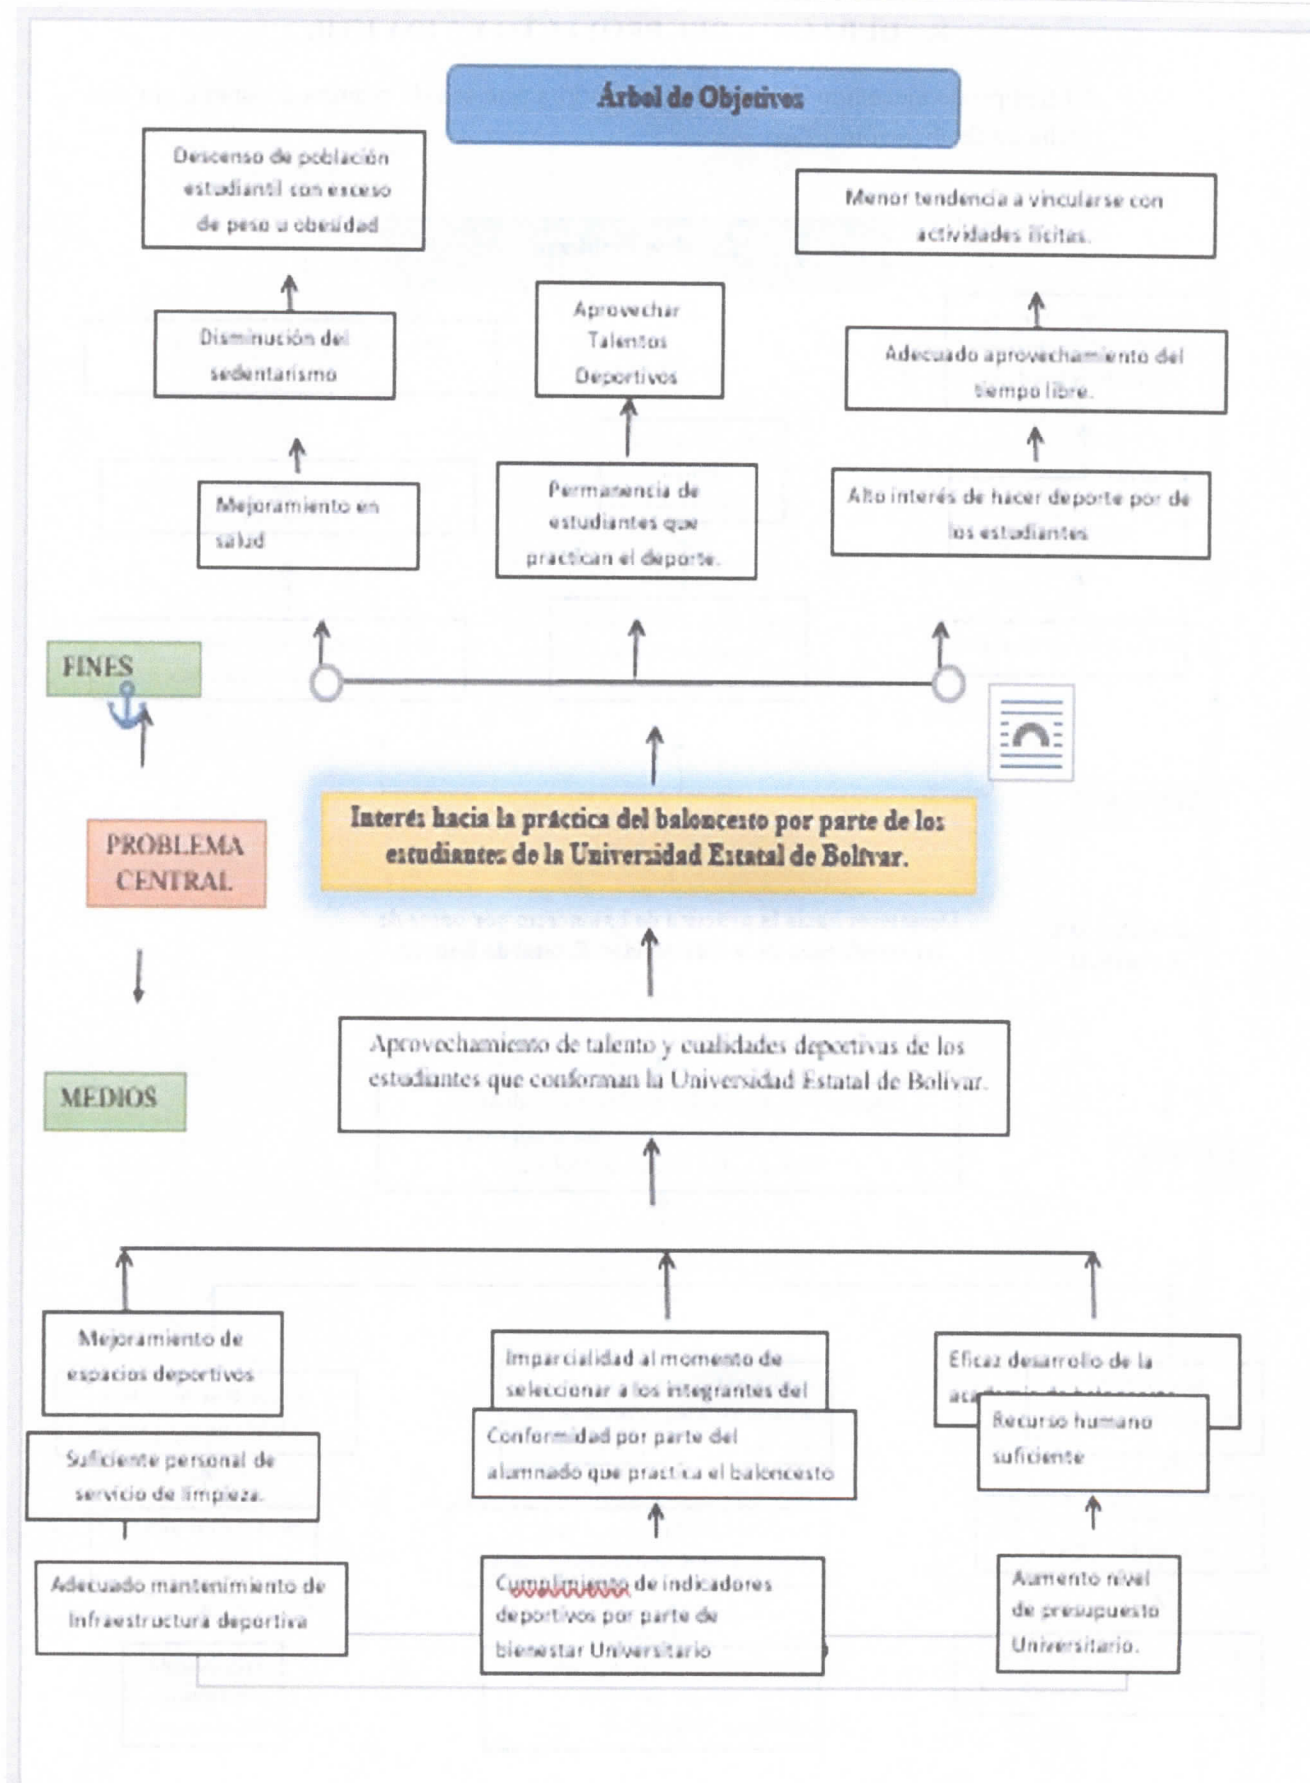 Árbol de Objetivos
Descenso de población
estudiantil con exceso
de peso u obesidad
Menor tendencia a vincularse con
actividades ilícitas.
Disminución del
sedentarismo
Aprovechar
Talentos
Deportivos
Adecuado aprovechamiento del
tiempo libre.
Mejoramiento en
salud
Permanencia de
estudiantes que
practican el deporte.
Alto interés de hacer deporte por de
los estudiantes
FINES
PROBLEMA
CENTRAL
Interés hacia la práctica del baloncesto por parte de los
estudiantes de la Universidad Estatal de Bolívar.
Aprovechamiento de talento y cualidades deportivas de los
estudiantes que conforman la Universidad Estatal de Bolívar.
MEDIOS
Mejoramiento de
espacios deportivos
Suficiente personal de
servicio de limpieza.
Adecuado mantenimiento de
Infraestructura deportiva
Imparcialidad al momento de
seleccionar a los integrantes del
Conformidad por parte del
alumnado que practica el baloncesto
Cumplimiento de indicadores
deportivos por parte de
bienestar Universitario
Eficaz desarrollo de la
Recurso humano
suficiente
Aumento nivel
de presupuesto
Universitario.